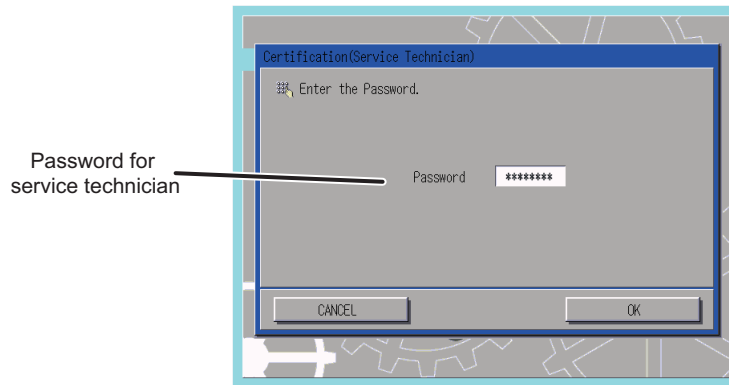 Certification(Service Technician)
Enter the Password.
Password for
service technician
Password ********
CANCEL OK